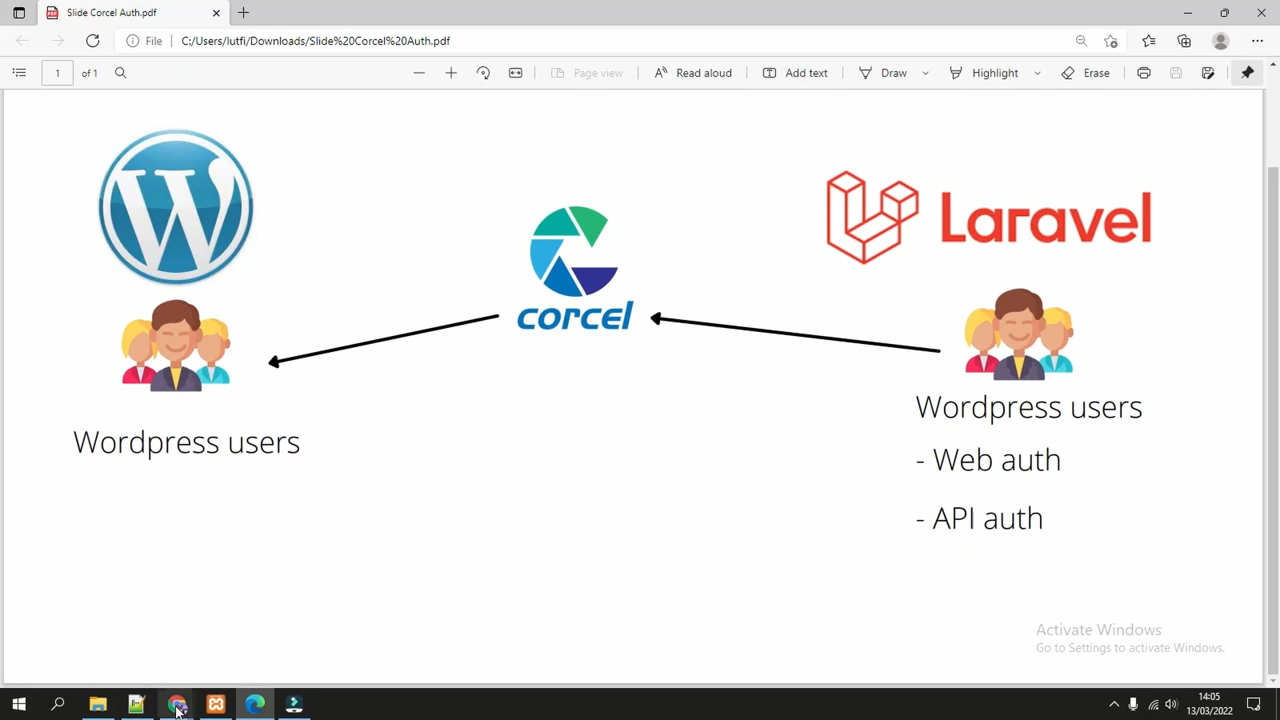 Slide Corcel Auth.pdf
File
C:/Users/lutfi/Downloads/Slide%20Corcel%20Auth.pdf
1 of 1
Page view
Read aloud
Add text
Draw
Highlight
Erase
Laravel
corcel
Wordpress users
Wordpress users
- Web auth
- API auth
Activate Windows
Go to Settings to activate Windows.
14:05
13/03/2022